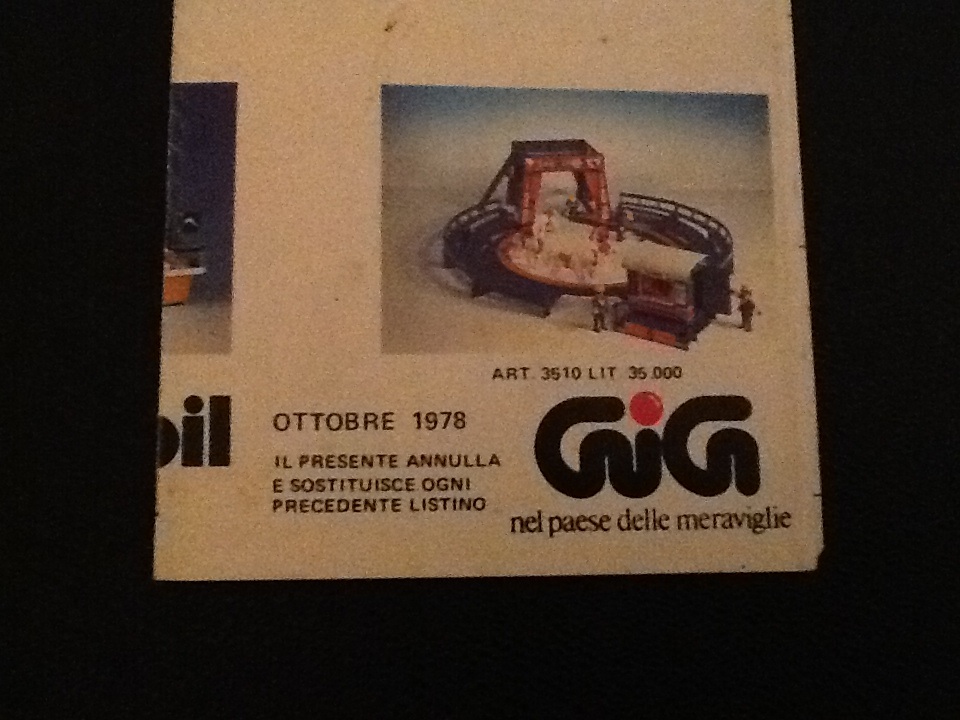 ART. 3510 LIT. 35.000
bil
OTTOBRE 1978
IL PRESENTE ANNULLA
E SOSTITUISCE OGNI
PRECEDENTE LISTINO
GiG
nel paese delle meraviglie